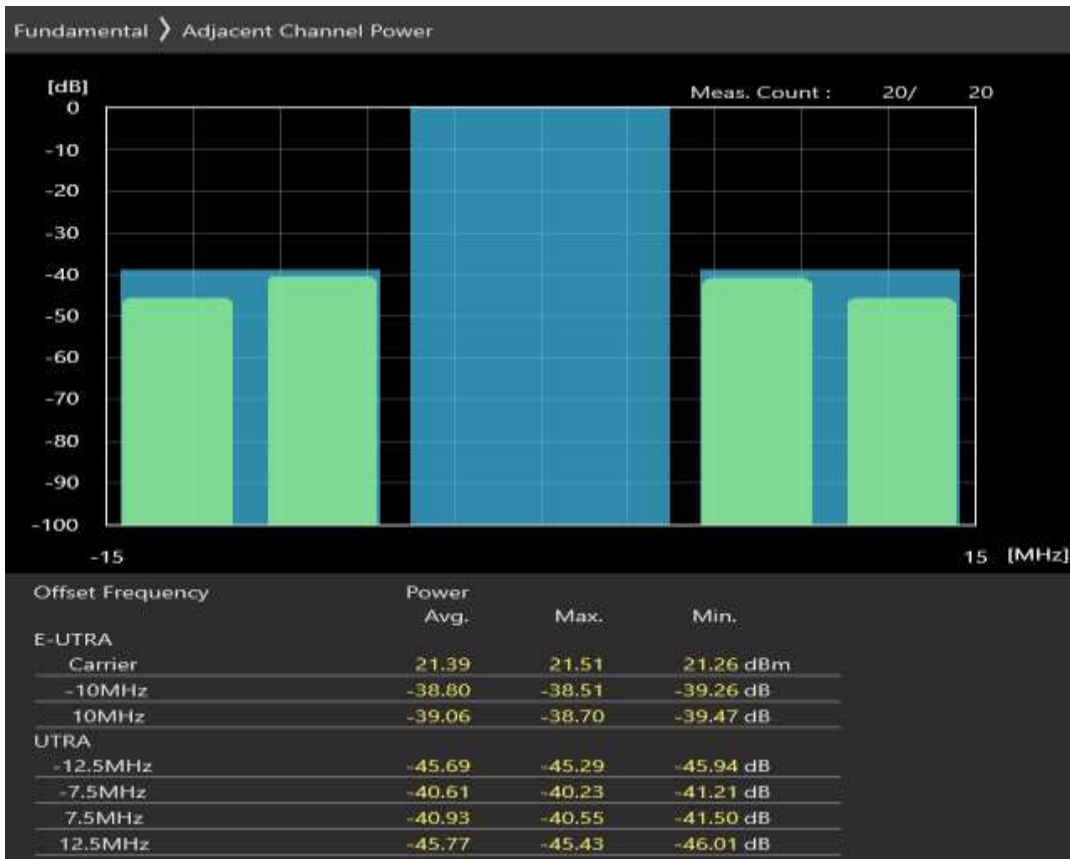 Fundamental 〉 Adjacent Channel Power
[dB]
Meas. Count : 20/ 20
0
-10
-20
-30
-40
-50
-60
-70
-80
-90
-100
-15 15 [MHz]
Offset Frequency Power
Avg. Max. Min.
E-UTRA
Carrier 21.39 21.51 21.26 dBm
-10MHz -38.80 -38.51 -39.26 dB
10MHz -39.06 -38.70 -39.47 dB
UTRA
-12.5MHz -45.69 -45.29 -45.94 dB
-7.5MHz -40.61 -40.23 -41.21 dB
7.5MHz -40.93 -40.55 -41.50 dB
12.5MHz -45.77 -45.43 -46.01 dB